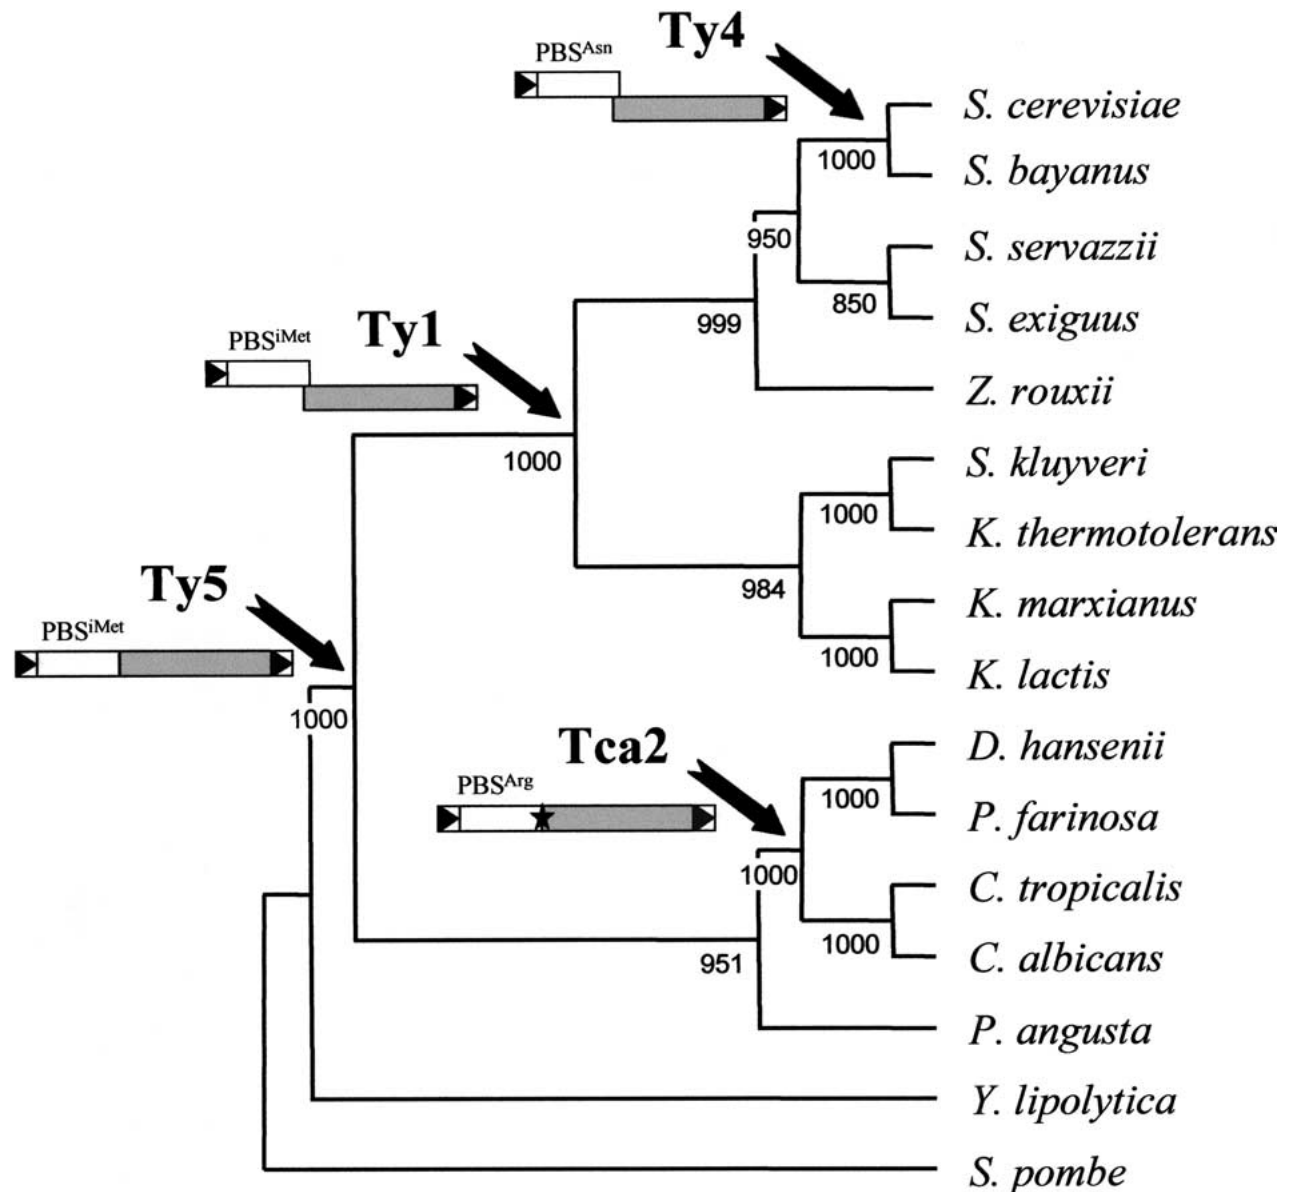 Ty4
PBSAsn
S. cerevisiae
1000
S. bayanus
950
S. servazzii
850
S. exiguus
Ty1
PBSiMet
999
Z. rouxii
1000
S. kluyveri
1000
K. thermotolerans
984
Ty5
K. marxianus
PBSiMet
1000
K. lactis
1000
Tca2
D. hansenii
PBSArg
1000
P. farinosa
1000
C. tropicalis
1000
C. albicans
951
P. angusta
Y. lipolytica
S. pombe